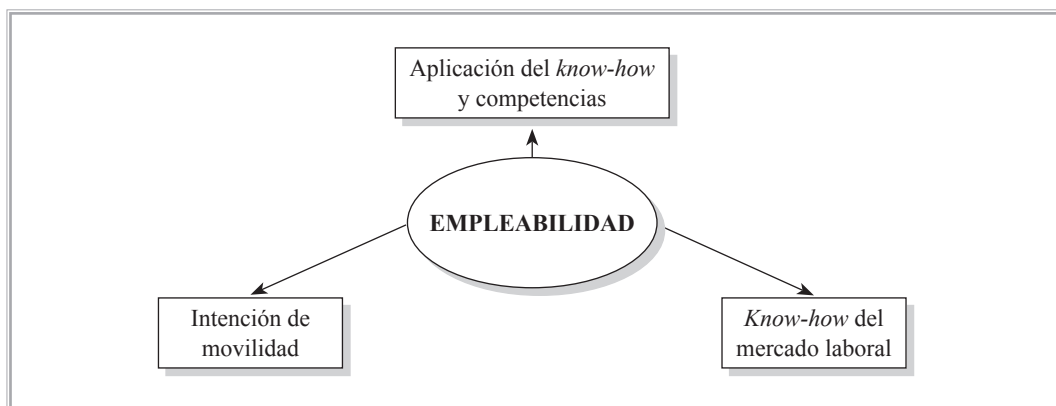 Aplicación del know-how
y competencias
EMPLEABILIDAD
Intención de
movilidad
Know-how del
mercado laboral